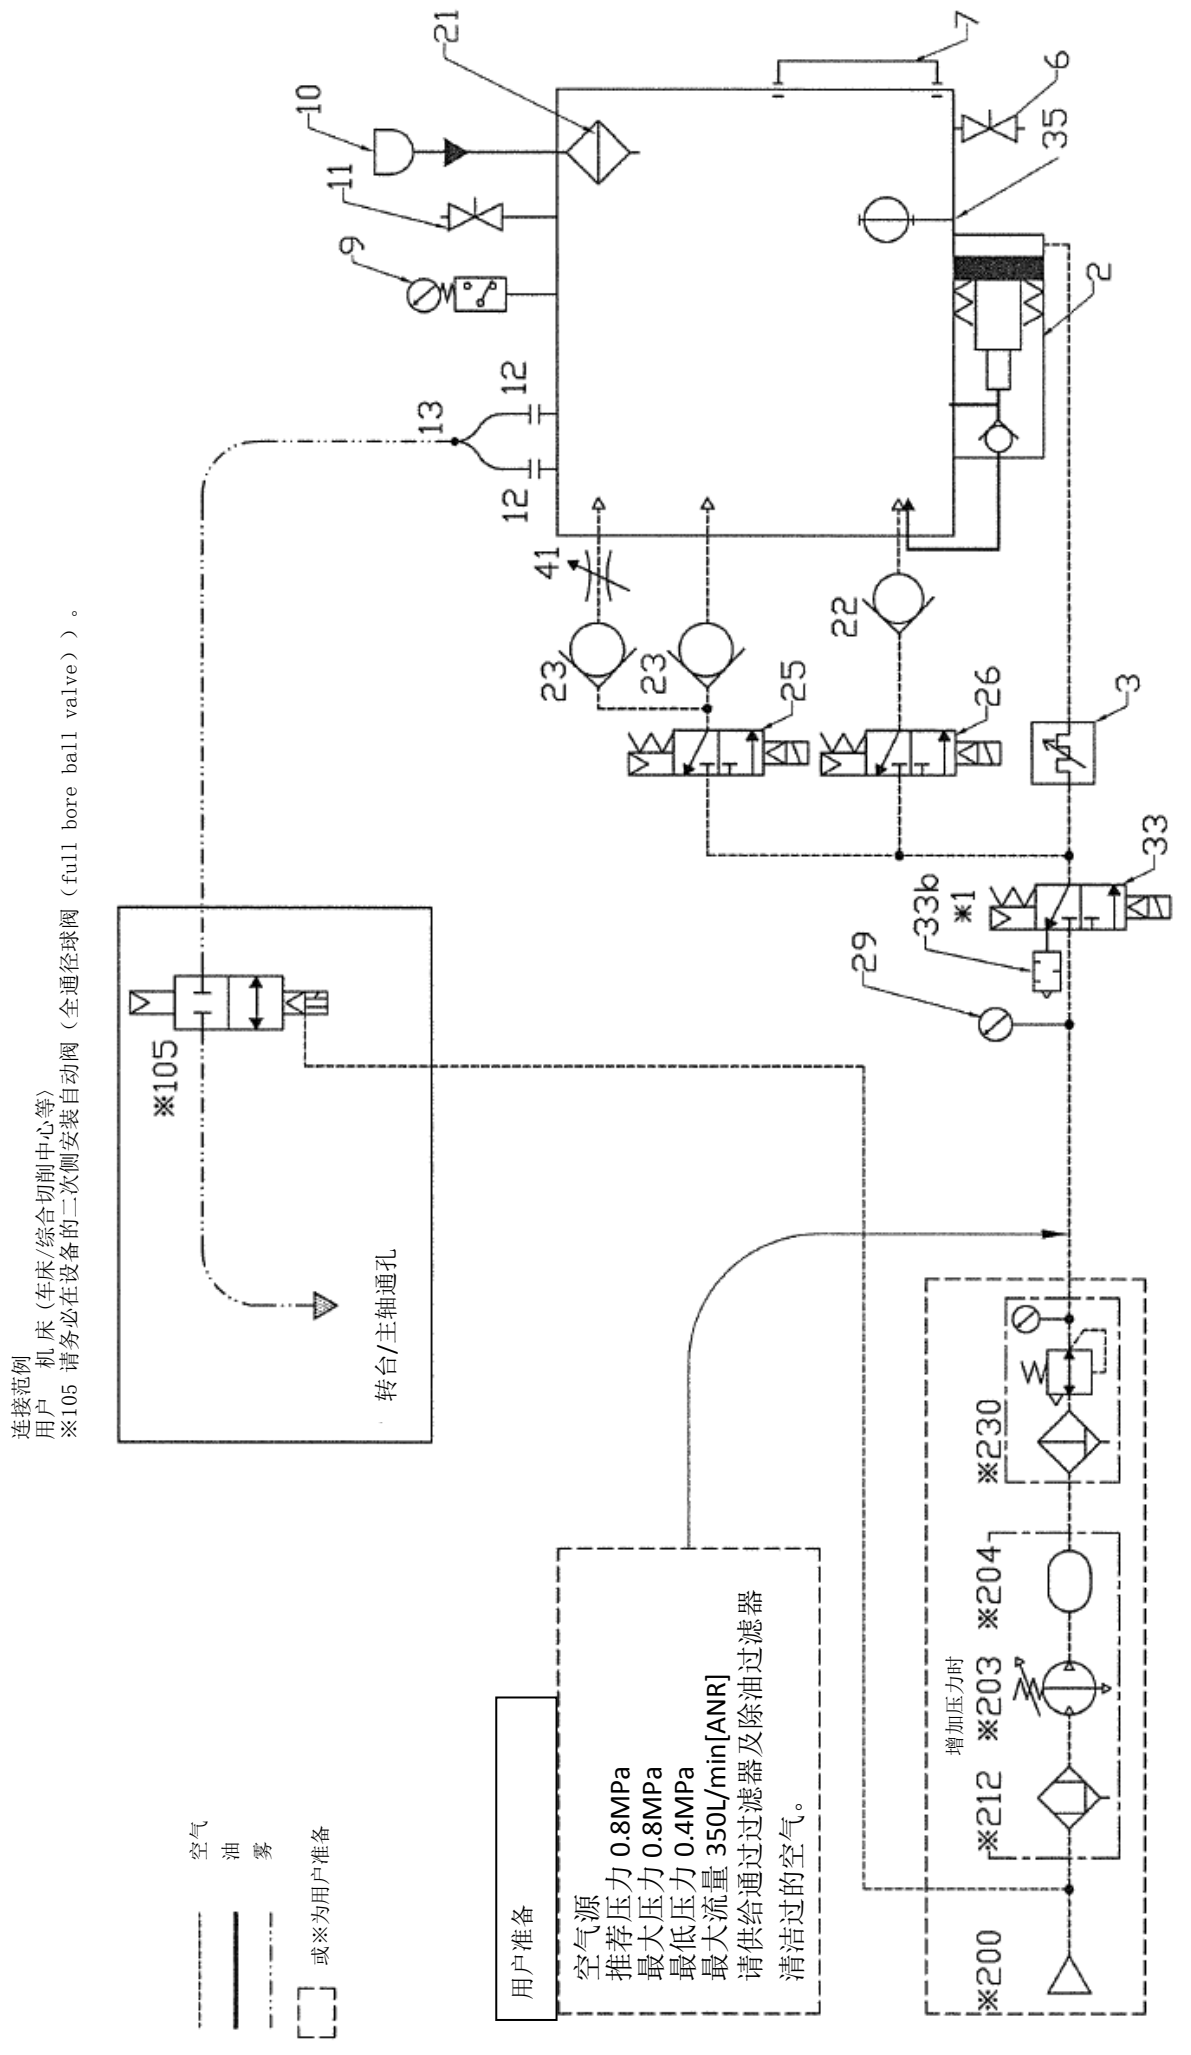 连接范例
用户 机 床 (车床/综合切削中心等)
※105 请务必在设备的二次侧安装自动阀（全通径球阀（full bore ball valve））。
空气
油
雾
或※为用户准备
※105
转台/主轴通孔
用户准备
空气源
推荐压力 0.8MPa
最大压力 0.8MPa
最低压力 0.4MPa
最大流量 350L/min[ANR]
请供给通过过滤器及除油过滤器
清洁过的空气。
※200
※212
※203
※204
※230
增加压力时
29
33b
※1
33
3
25
26
23
23
22
41
12
12
13
9
11
10
21
7
6
35
2